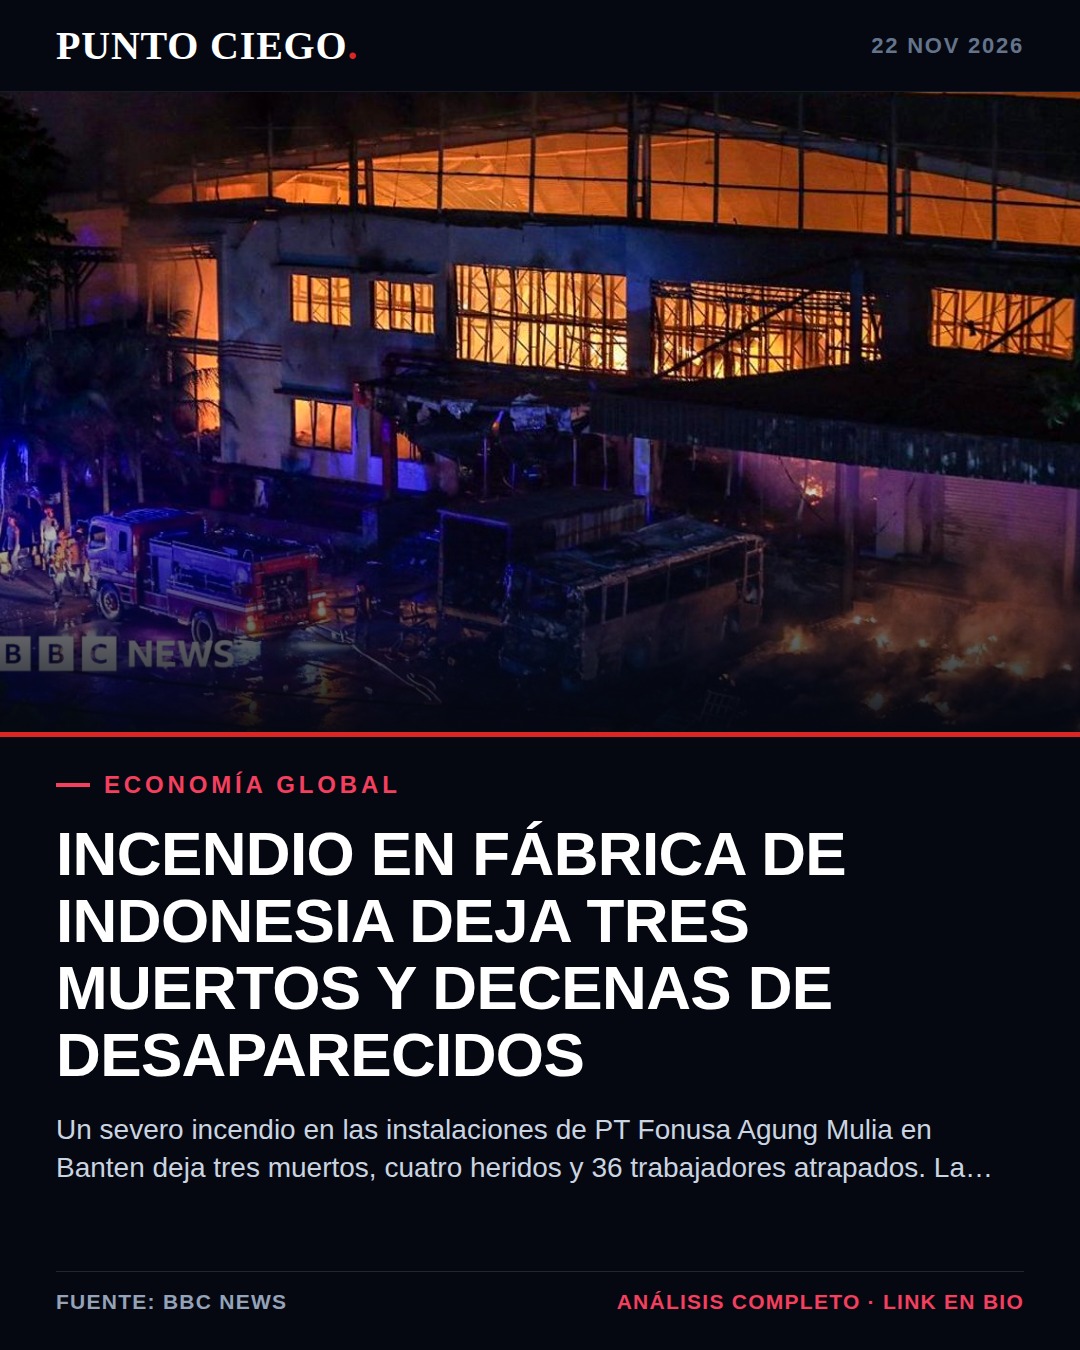 PUNTO CIEGO.
22 NOV 2026
BBC NEWS
ECONOMÍA GLOBAL
INCENDIO EN FÁBRICA DE
INDONESIA DEJA TRES
MUERTOS Y DECENAS DE
DESAPARECIDOS
Un severo incendio en las instalaciones de PT Fonusa Agung Mulia en
Banten deja tres muertos, cuatro heridos y 36 trabajadores atrapados. La…
FUENTE: BBC NEWS
ANÁLISIS COMPLETO · LINK EN BIO